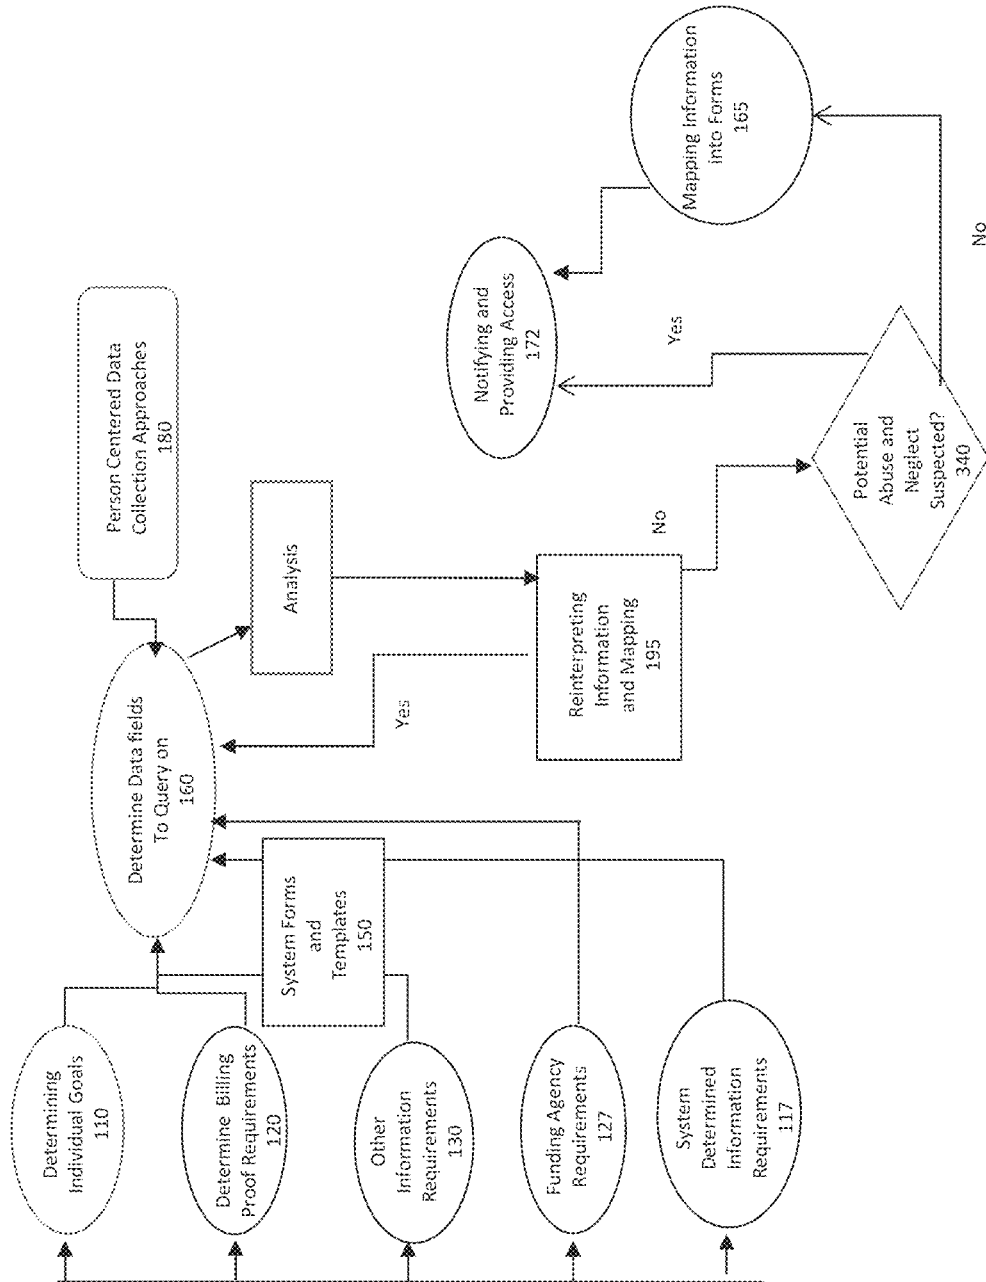 Determining
Individual Goals
110
Determine Billing
Proof Requirements
120
Other
Information
Requirements
130
Funding Agency
Requirements
127
System
Determined
Information
Requirements
117
System Forms
and
Templates
150
Determine Data fields
To Query on
160
Person Centered Data
Collection Approaches
180
Analysis
Yes
Reinterpreting
Information
and Mapping
195
No
Potential
Abuse and
Neglect
Suspected?
340
Yes
No
Notifying and
Providing Access
172
Mapping Information
into Forms
165